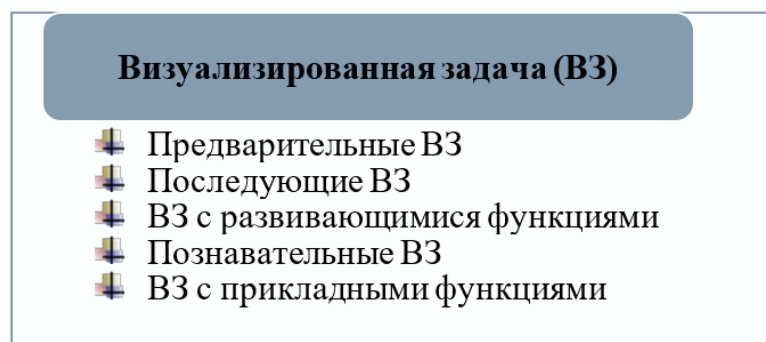 Визуализированная задача (ВЗ)
Предварительные ВЗ
Последующие ВЗ
ВЗ с развивающимися функциями
Познавательные ВЗ
ВЗ с прикладными функциями